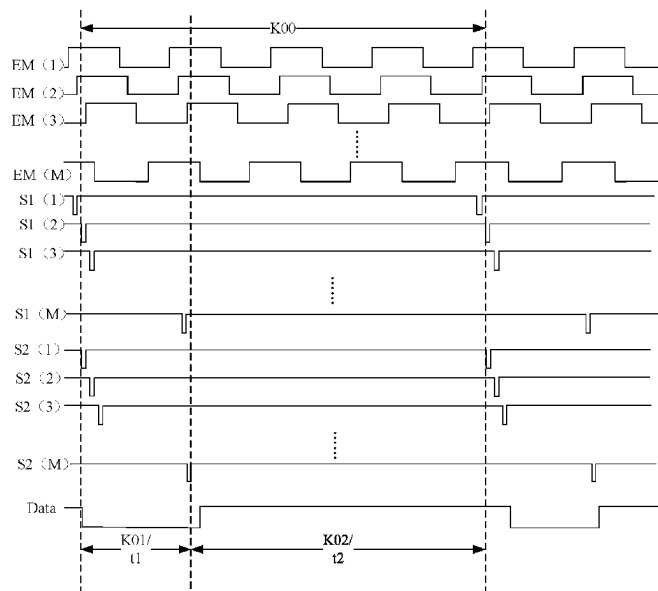 K00
EM（1）
EM（2）
EM（3）
EM（M）
S1（1）
S1（2）
S1（3）
S1（M）
S2（1）
S2（2）
S2（3）
S2（M）
Data
K01/
t1
K02/
t2